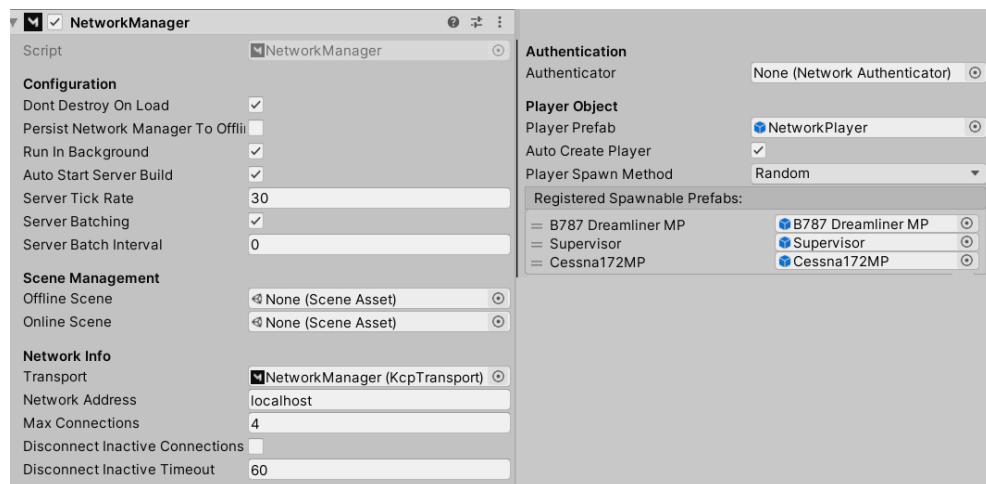 NetworkManager
Script NetworkManager
Configuration
Dont Destroy On Load
Persist Network Manager To Offli
Run In Background
Auto Start Server Build
Server Tick Rate 30
Server Batching
Server Batch Interval 0
Scene Management
Offline Scene None (Scene Asset)
Online Scene None (Scene Asset)
Network Info
Transport NetworkManager (KcpTransport)
Network Address localhost
Max Connections 4
Disconnect Inactive Connections
Disconnect Inactive Timeout 60
Authentication
Authenticator None (Network Authenticator)
Player Object
Player Prefab NetworkPlayer
Auto Create Player
Player Spawn Method Random
Registered Spawnable Prefabs:
B787 Dreamliner MP B787 Dreamliner MP
Supervisor Supervisor
Cessna172MP Cessna172MP